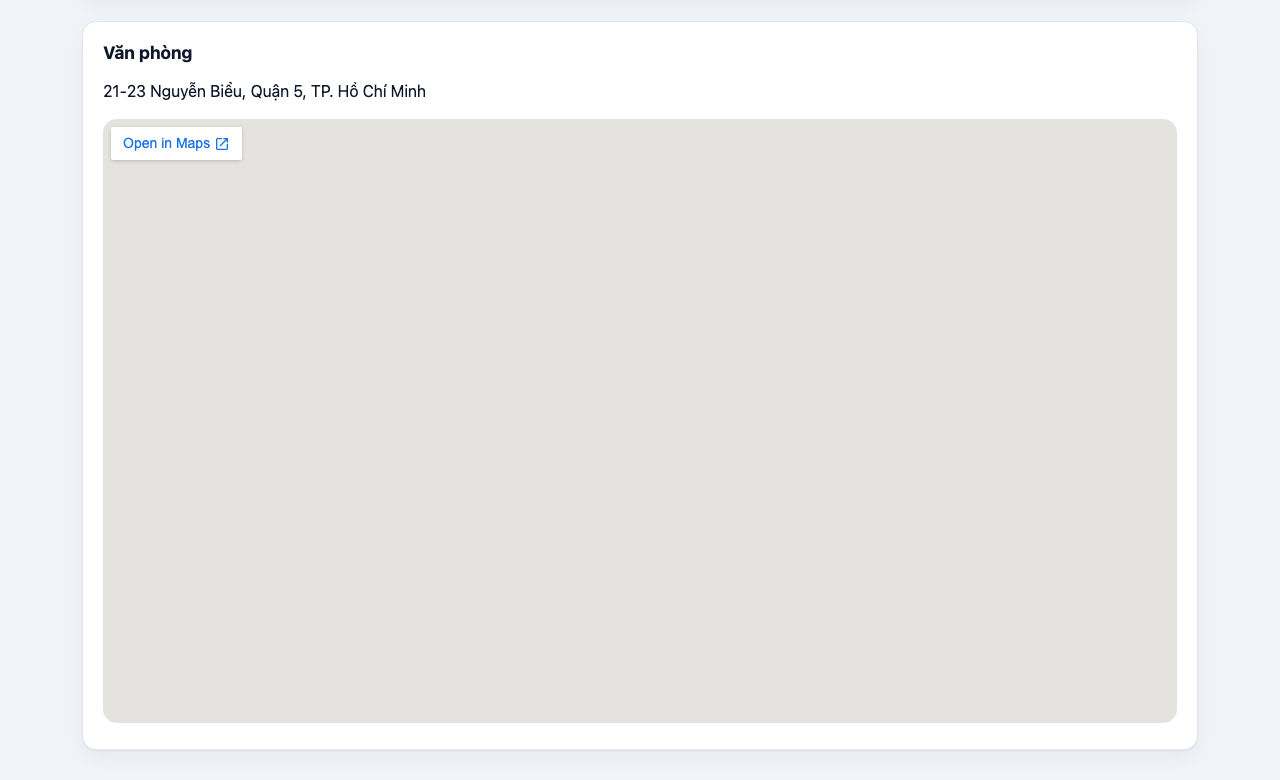 Văn phòng
21-23 Nguyễn Biểu, Quận 5, TP. Hồ Chí Minh
Open in Maps